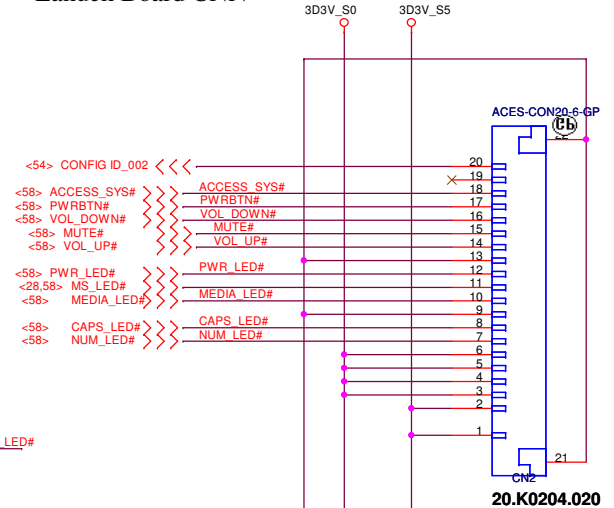 3D3V_S0 3D3V_S5
ACES-CON20-6-GP
<54> CONFIG ID_002 20
19
<58> ACCESS_SYS# ACCESS_SYS# 18
<58> PWRBTN# PWRBTN# 17
<58> VOL_DOWN# VOL_DOWN# 16
<58> MUTE# MUTE# 15
<58> VOL_UP# VOL_UP# 14
13
<58> PWR_LED# PWR_LED# 12
<28,58> MS_LED# 11
<58> MEDIA_LED# MEDIA_LED# 10
9
<58> CAPS_LED# CAPS_LED# 8
<58> NUM_LED# NUM_LED# 7
6
5
4
3
2
1
_LED#
21
CN2
20.K0204.020